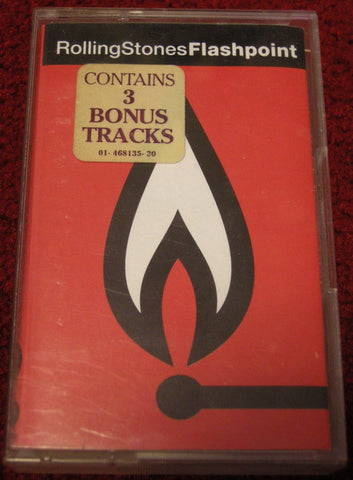 RollingStonesFlashpoint
CONTAINS
3
BONUS
TRACKS
01- 468135- 20